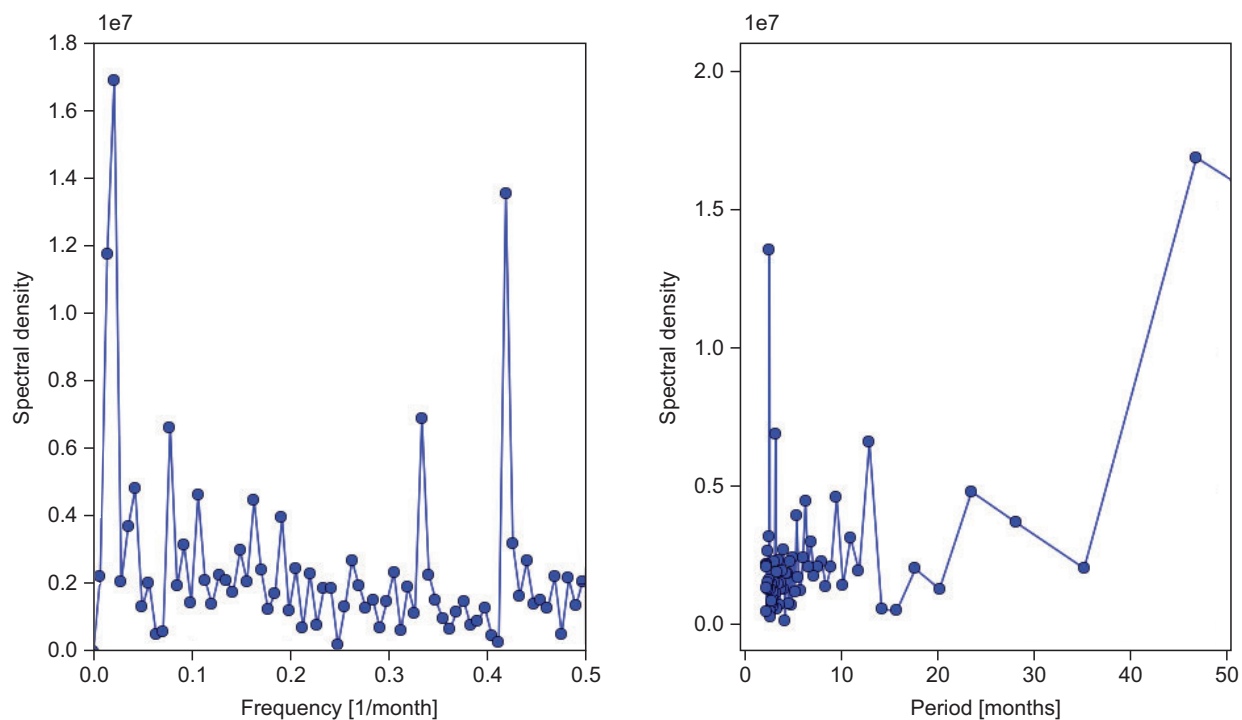 1e7
1.8
1.6
1.4
1.2
1.0
0.8
0.6
0.4
0.2
0.0
Spectral density
0.0 0.1 0.2 0.3 0.4 0.5
Frequency [1/month]
1e7
2.0
1.5
1.0
0.5
0.0
Spectral density
0 10 20 30 40 50
Period [months]